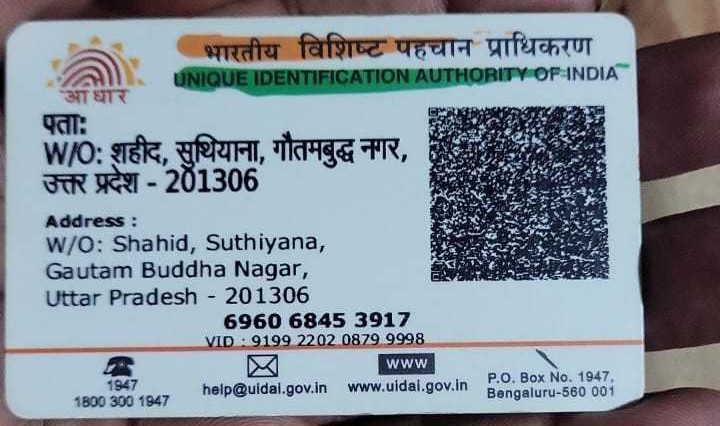 भारतीय विशिष्ट पहचान प्राधिकरण
UNIQUE IDENTIFICATION AUTHORITY OF INDIA
आधार
पता:
W/O: शहीद, सुथियाना, गौतमबुद्ध नगर,
उत्तर प्रदेश - 201306
Address :
W/O: Shahid, Suthiyana,
Gautam Buddha Nagar,
Uttar Pradesh - 201306
6960 6845 3917
VID : 9199 2202 0879 9998
1947
1800 300 1947
help@uidai.gov.in
www
www.uidai.gov.in
P.O. Box No. 1947,
Bengaluru-560 001